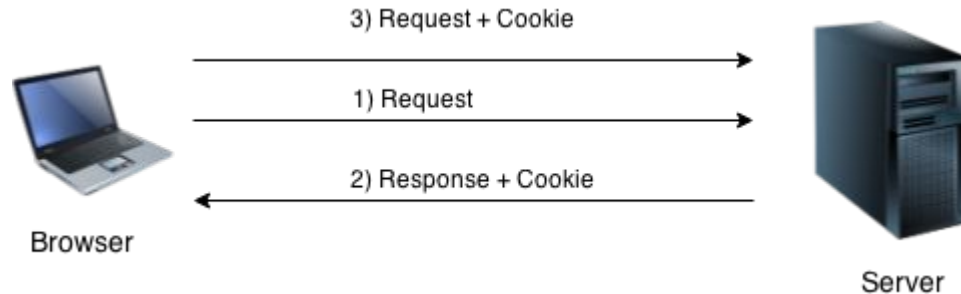 3) Request + Cookie
1) Request
2) Response + Cookie
Browser
Server